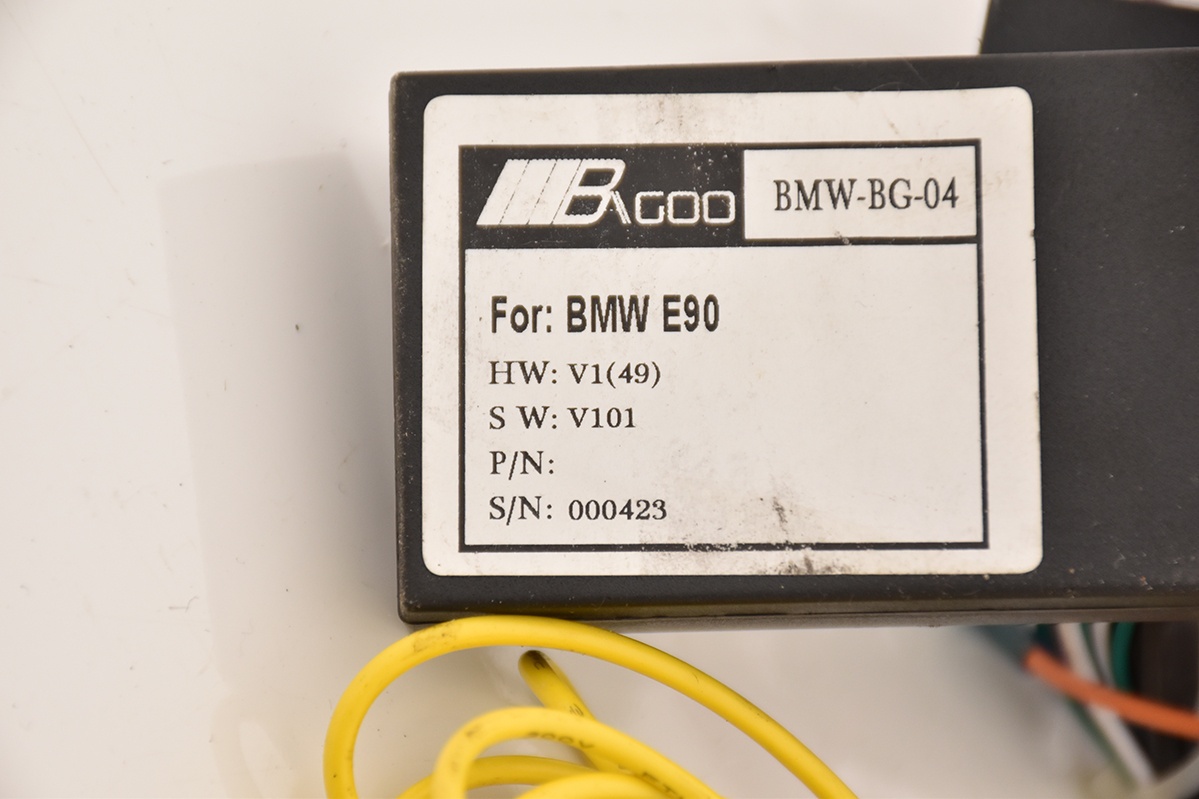 BAGOO BMW-BG-04
For: BMW E90
HW: V1(49)
S W: V101
P/N:
S/N: 000423